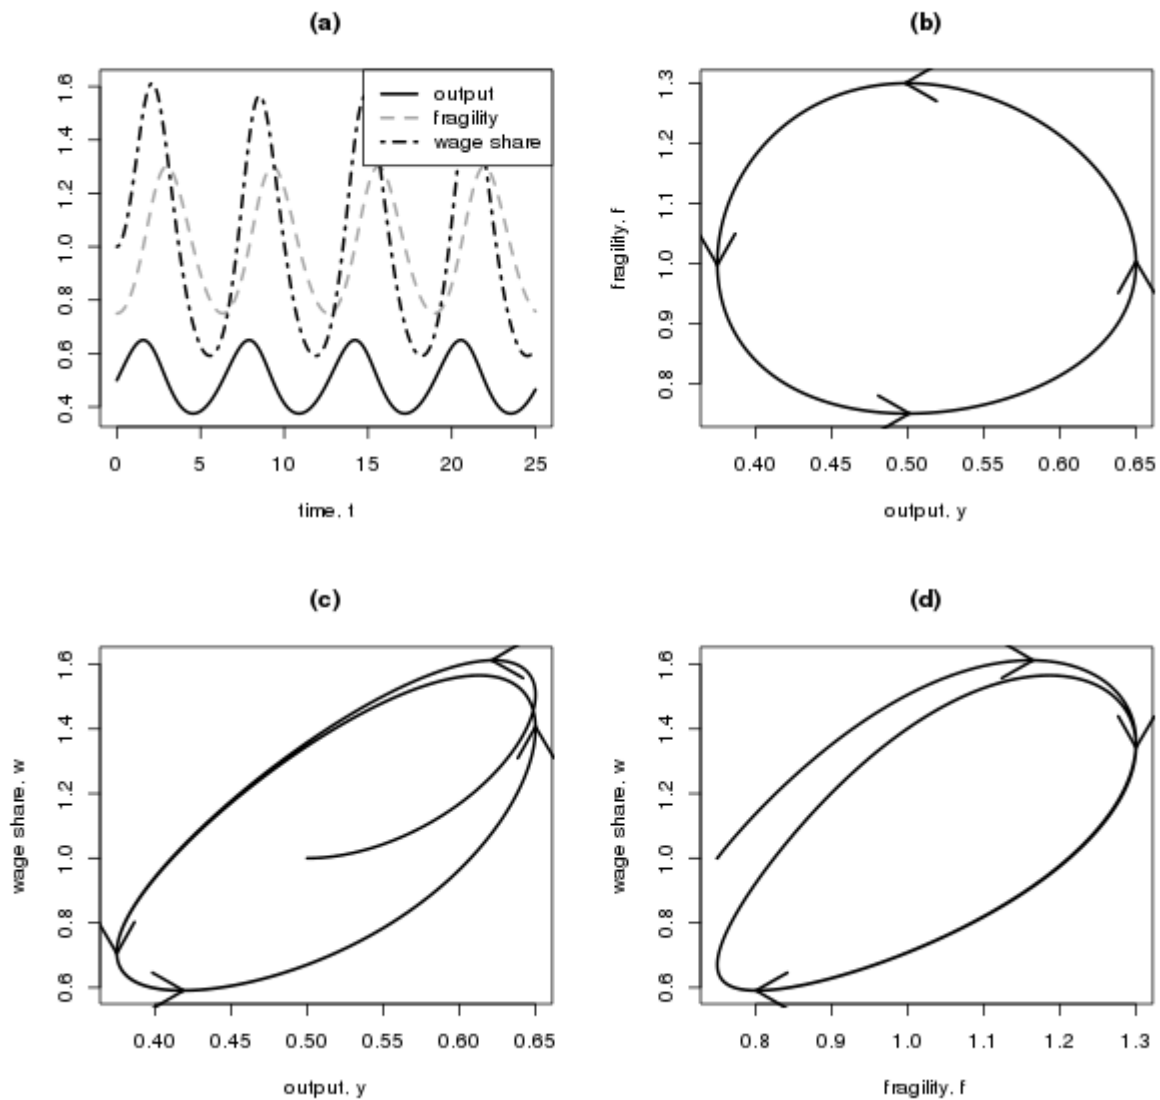 (a)
1.6
1.4
1.2
1.0
0.8
0.6
0.4
output
fragility
wage share
0 5 10 15 20 25
time, t
(b)
fragility, f
1.3
1.2
1.1
1.0
0.9
0.8
0.40 0.45 0.50 0.55 0.60 0.65
output, y
(c)
wage share, w
1.6
1.4
1.2
1.0
0.8
0.6
0.40 0.45 0.50 0.55 0.60 0.65
output, y
(d)
wage share, w
1.6
1.4
1.2
1.0
0.8
0.6
0.8 0.9 1.0 1.1 1.2 1.3
fragility, f